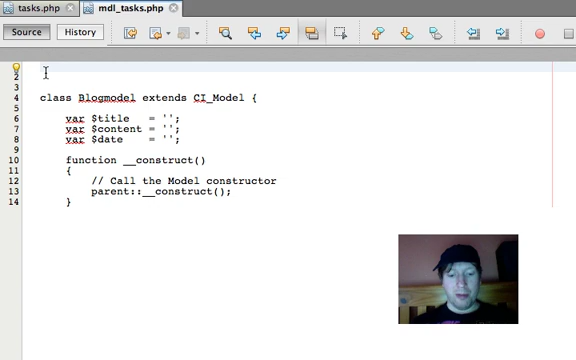 tasks.php
mdl_tasks.php
Source
History
2
3
4 class Blogmodel extends CI_Model {
5
6 var $title = '';
7 var $content = '';
8 var $date = '';
9
10 function __construct()
11 {
12 // Call the Model constructor
13 parent::__construct();
14 }